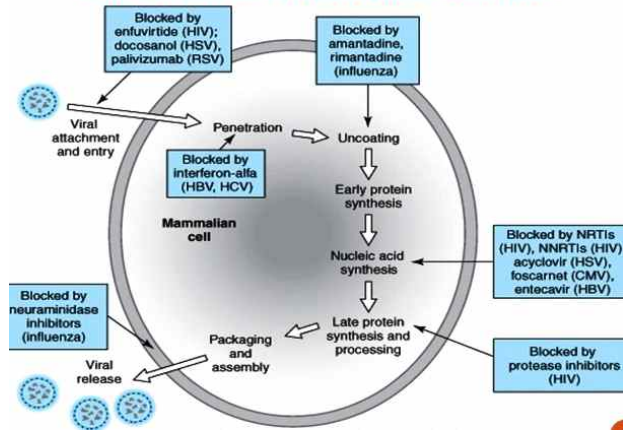 Blocked by
enfuvirtide (HIV);
docosanol (HSV),
palivizumab (RSV)
Blocked by
amantadine,
rimantadine
(influenza)
Viral
attachment
and entry
Penetration
Uncoating
Blocked by
interferon-alfa
(HBV, HCV)
Early protein
synthesis
Mammalian
cell
Nucleic acid
synthesis
Blocked by NRTIs
(HIV), NNRTIs (HIV)
acyclovir (HSV),
foscarnet (CMV),
entecavir (HBV)
Blocked by
neuraminidase
inhibitors
(influenza)
Late protein
synthesis and
processing
Packaging
and
assembly
Viral
release
Blocked by
protease inhibitors
(HIV)